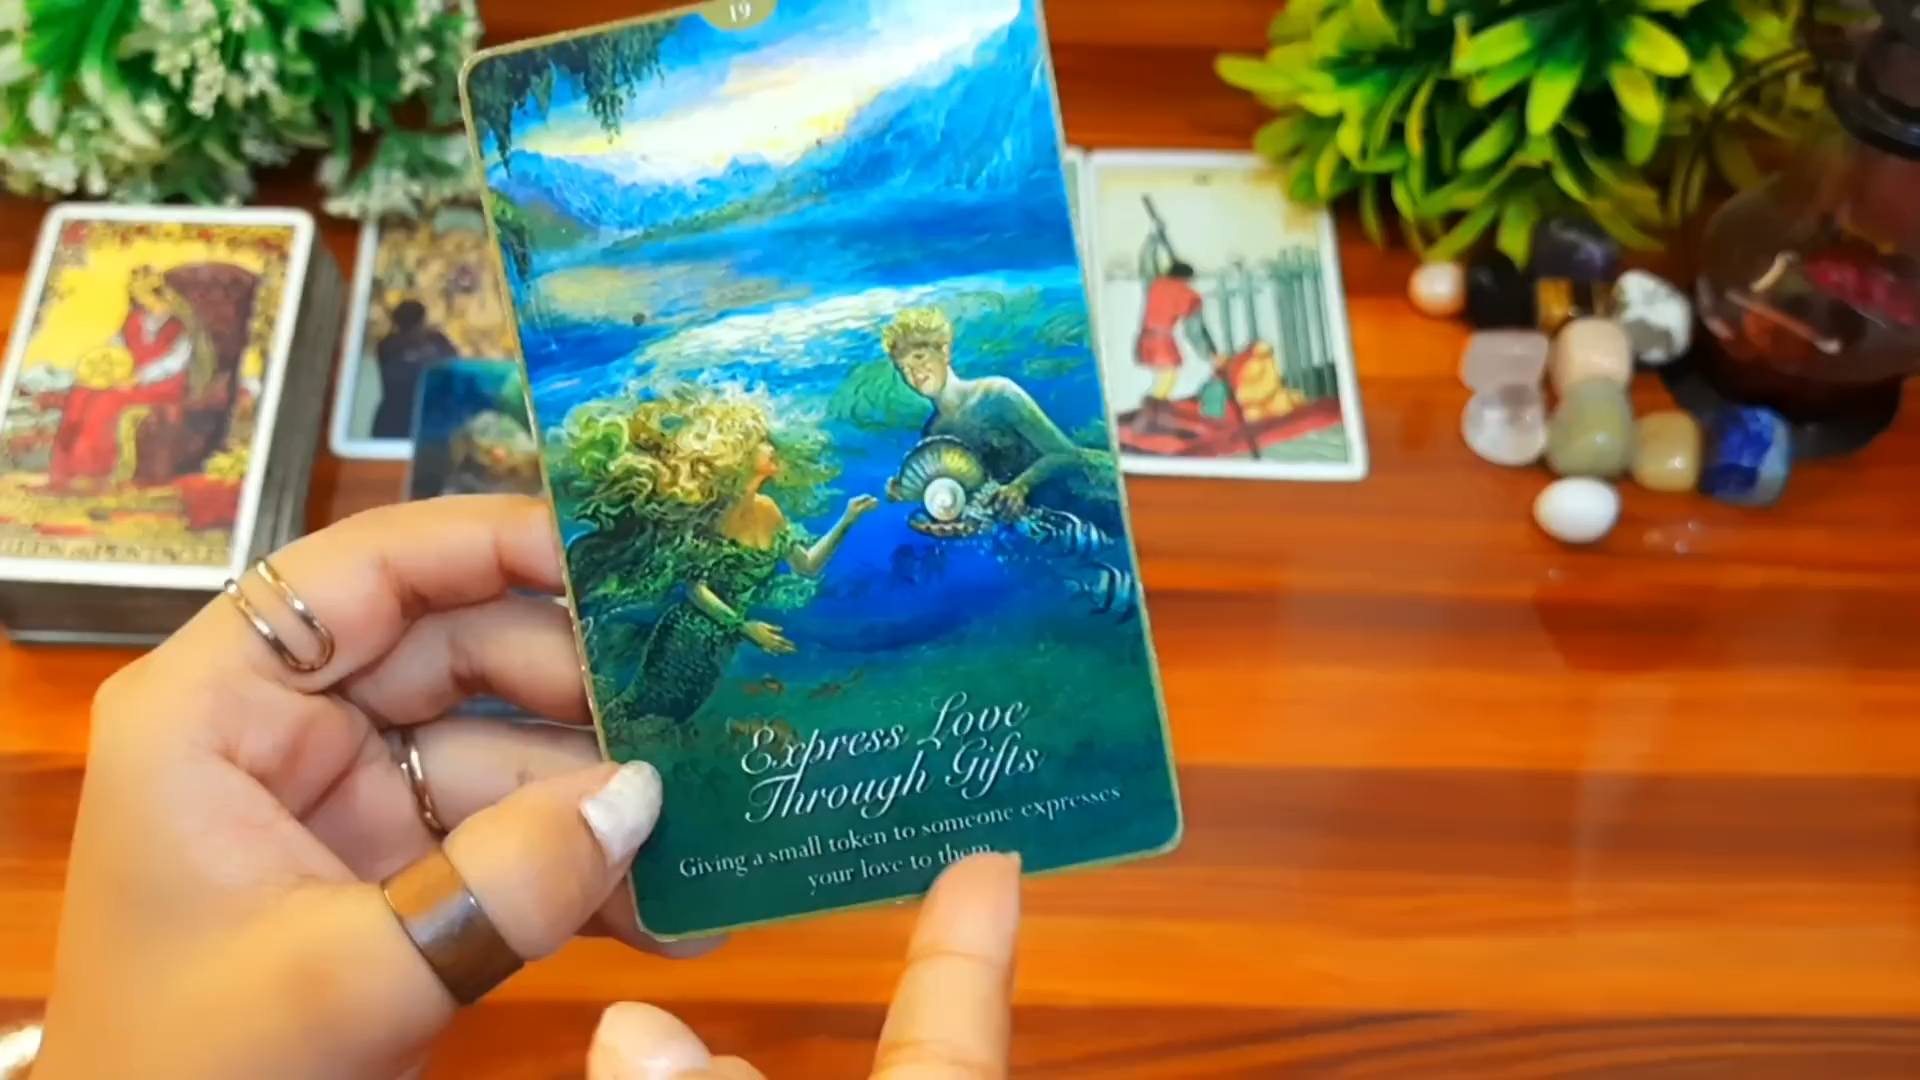 19
Express Love
Through Gifts
Giving a small token to someone expresses
your love to them